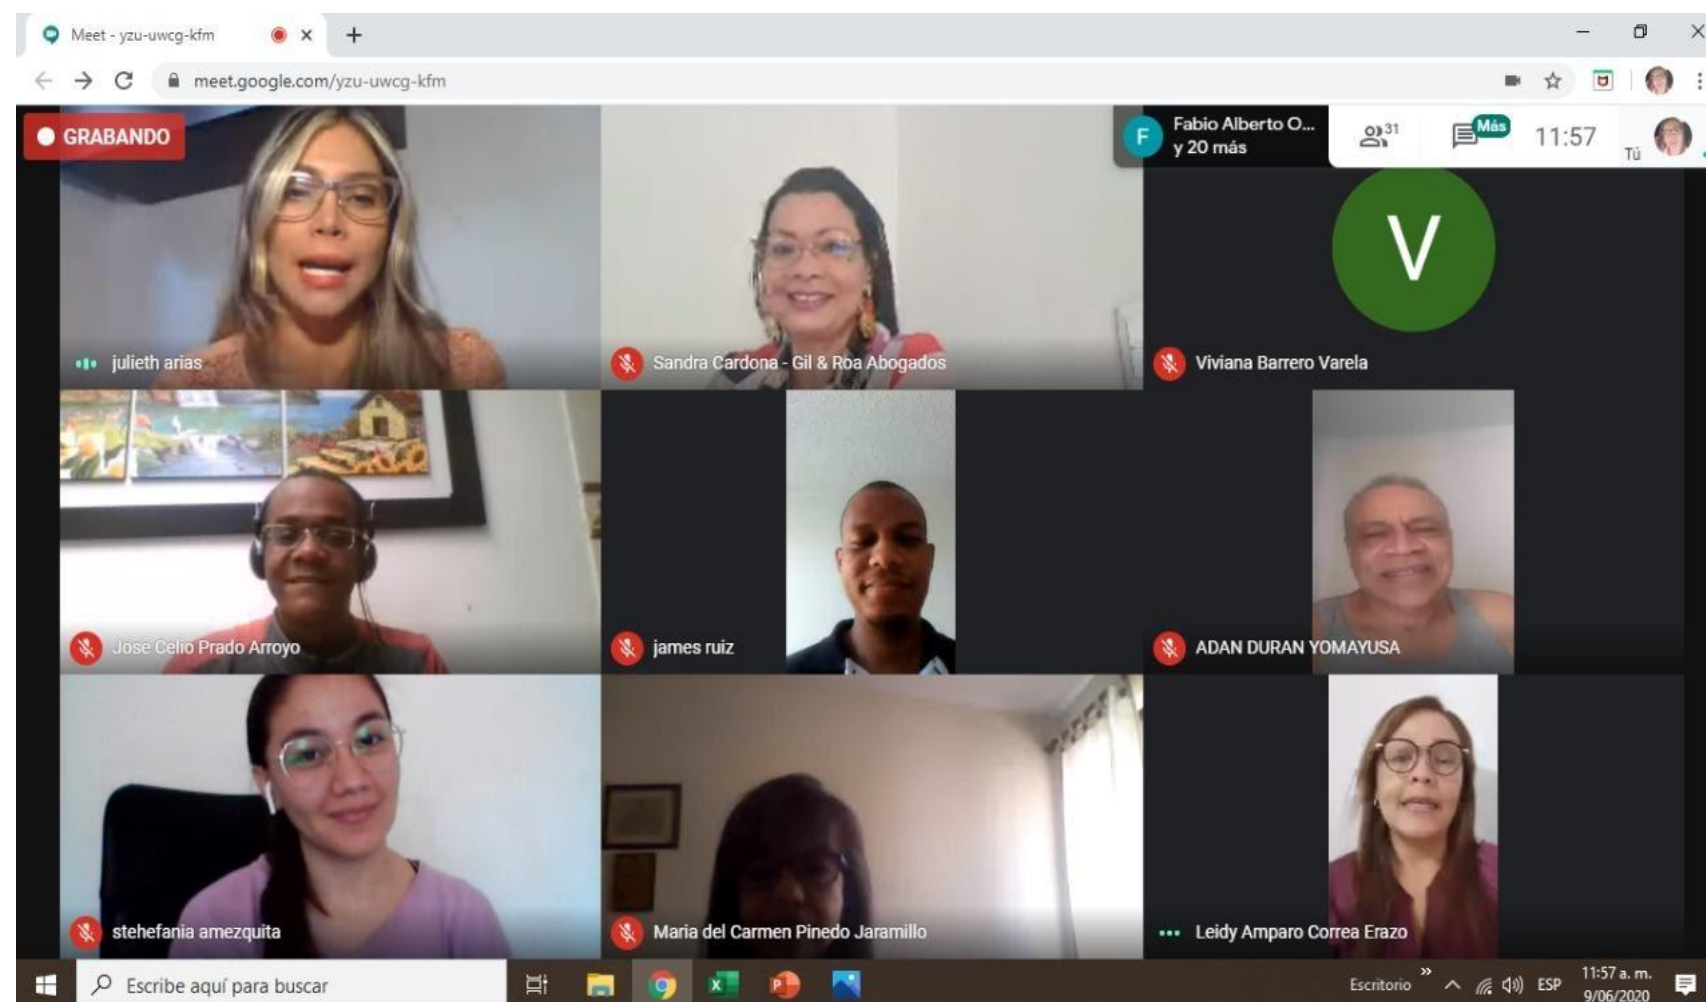 Meet - yzu-uwcg-kfm
meet.google.com/yzu-uwcg-kfm
GRABANDO
F
Fabio Alberto O...
y 20 más
31
Más
11:57
Tú
julieth arias
Sandra Cardona - Gil & Roa Abogados
V
Viviana Barrero Varela
Jose Celio Prado Arroyo
james ruiz
ADAN DURAN YOMAYUSA
stehefania amezquita
Maria del Carmen Pinedo Jaramillo
Leidy Amparo Correa Erazo
Escribe aquí para buscar
Escritorio
ESP
11:57 a. m.
9/06/2020